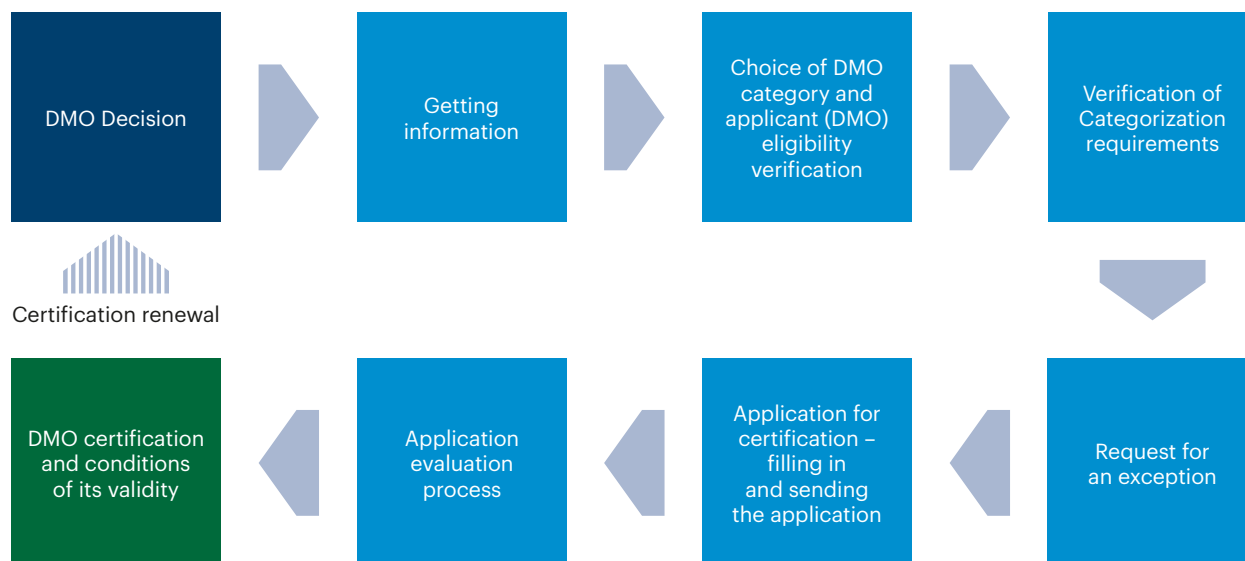 DMO Decision
Getting
information
Choice of DMO
category and
applicant (DMO)
eligibility
verification
Verification of
Categorization
requirements
Certification renewal
DMO certification
and conditions
of its validity
Application
evaluation
process
Application for
certification –
filling in
and sending
the application
Request for
an exception